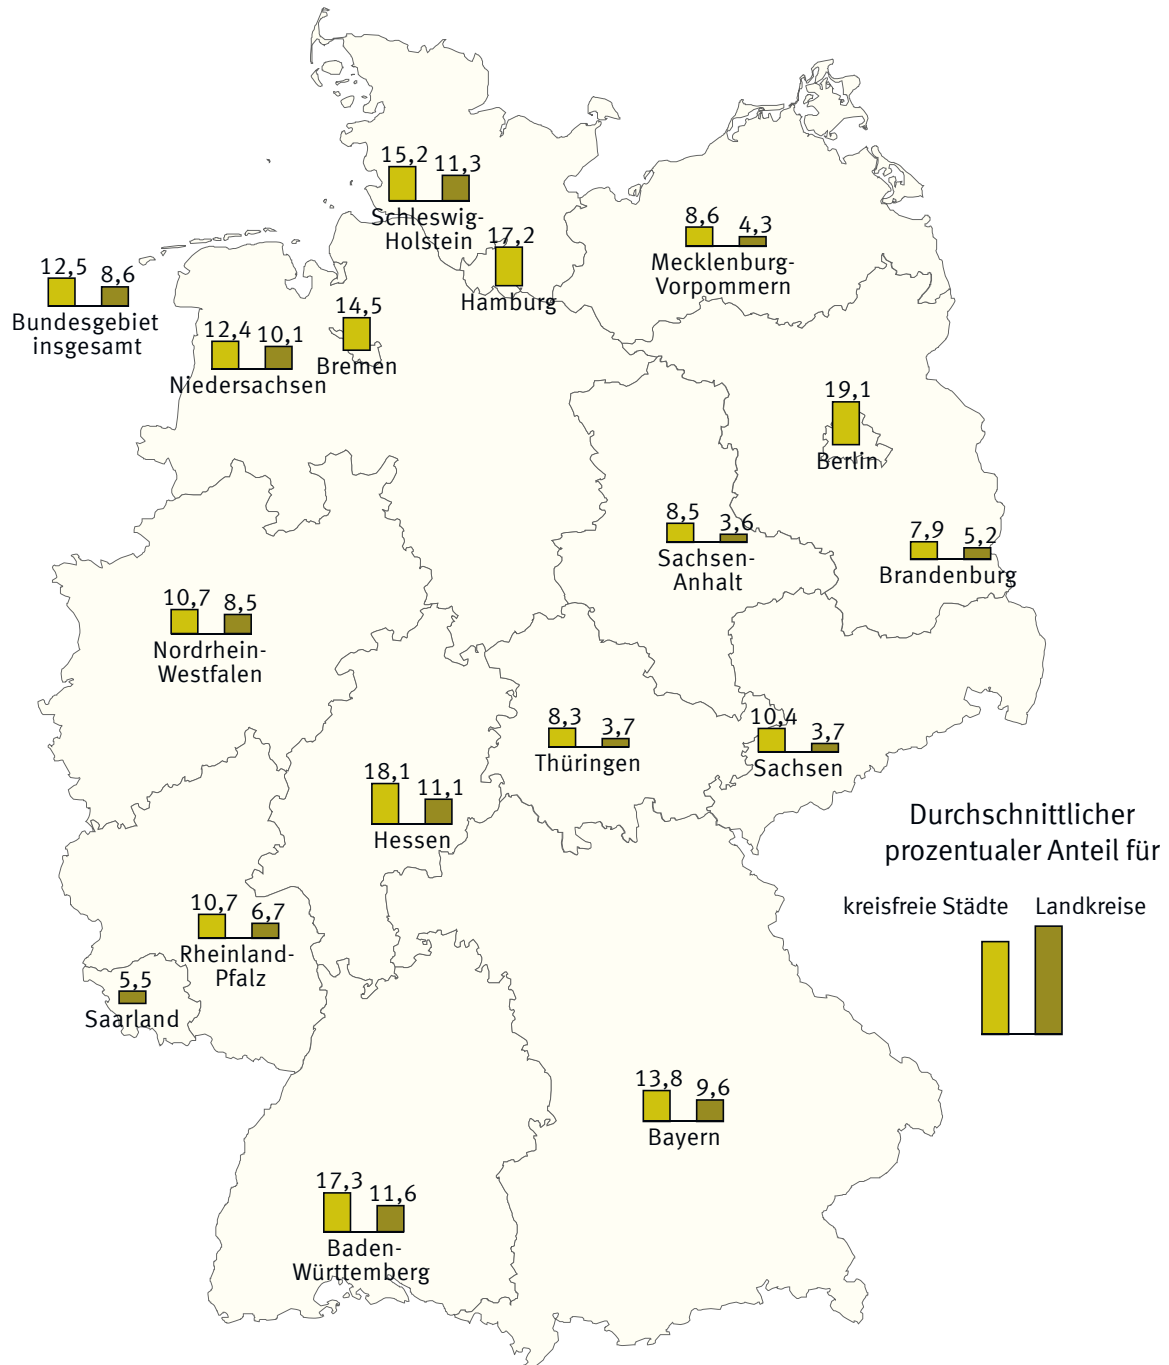 15,2 11,3
Schleswig-
Holstein
17,2
Hamburg
8,6 4,3
Mecklenburg-
Vorpommern
12,5 8,6
Bundesgebiet
insgesamt
12,4 10,1
Niedersachsen
14,5
Bremen
19,1
Berlin
8,5 3,6
Sachsen-
Anhalt
7,9 5,2
Brandenburg
10,7 8,5
Nordrhein-
Westfalen
8,3 3,7
Thüringen
10,4 3,7
Sachsen
18,1 11,1
Hessen
Durchschnittlicher
prozentualer Anteil für
kreisfreie Städte Landkreise
10,7 6,7
Rheinland-
Pfalz
5,5
Saarland
13,8 9,6
Bayern
17,3 11,6
Baden-
Württemberg